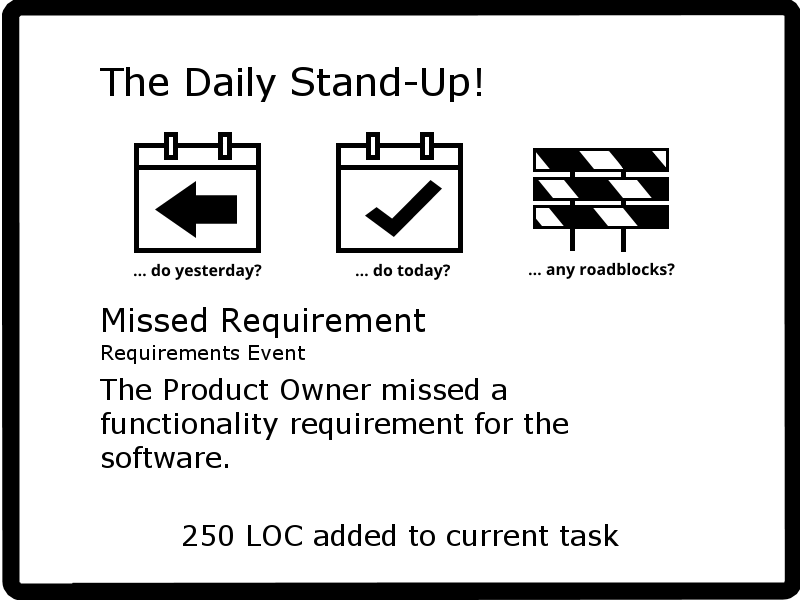 The Daily Stand-Up!
... do yesterday?
... do today?
... any roadblocks?
Missed Requirement
Requirements Event
The Product Owner missed a
functionality requirement for the
software.
250 LOC added to current task